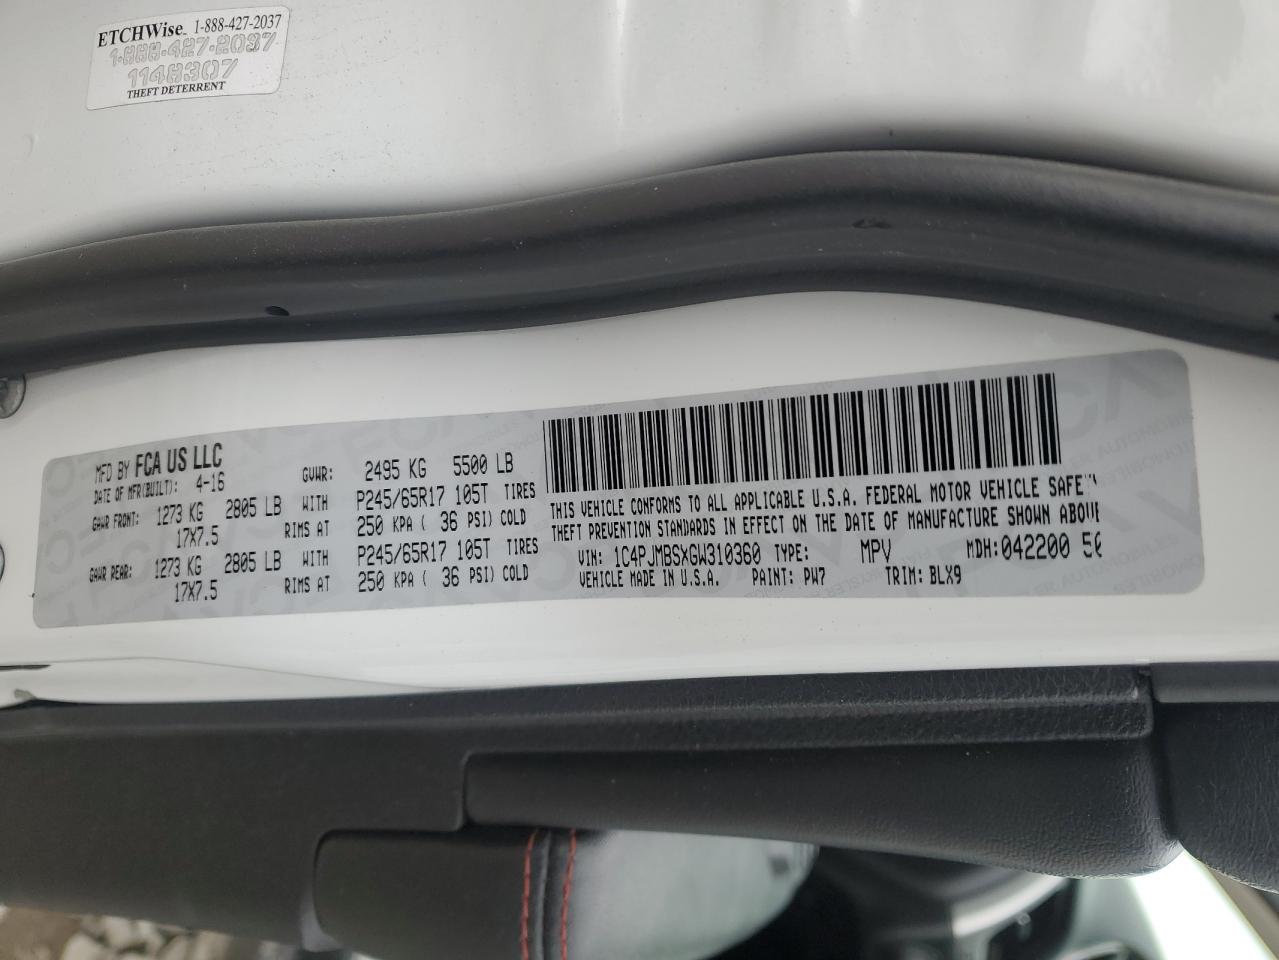 ETCHWise 1-888-427-2037
1-888-427-2037
1148307
THEFT DETERRENT
MFD BY FCA US LLC
DATE OF MFR(BUILT): 4-16
GVWR: 2495 KG 5500 LB
GAWR FRONT: 1273 KG 2805 LB WITH P245/65R17 105T TIRES
17X7.5 RIMS AT 250 KPA ( 36 PSI) COLD
GAWR REAR: 1273 KG 2805 LB WITH P245/65R17 105T TIRES
17X7.5 RIMS AT 250 KPA ( 36 PSI) COLD
THIS VEHICLE CONFORMS TO ALL APPLICABLE U.S.A. FEDERAL MOTOR VEHICLE
THEFT PREVENTION STANDARDS IN EFFECT ON THE DATE OF MANUFACTURE SHOWN
VIN: 1C4PJMBSXGW310360 TYPE: MPV MDH:042200
VEHICLE MADE IN U.S.A. PAINT: PW7 TRIM: BLX9